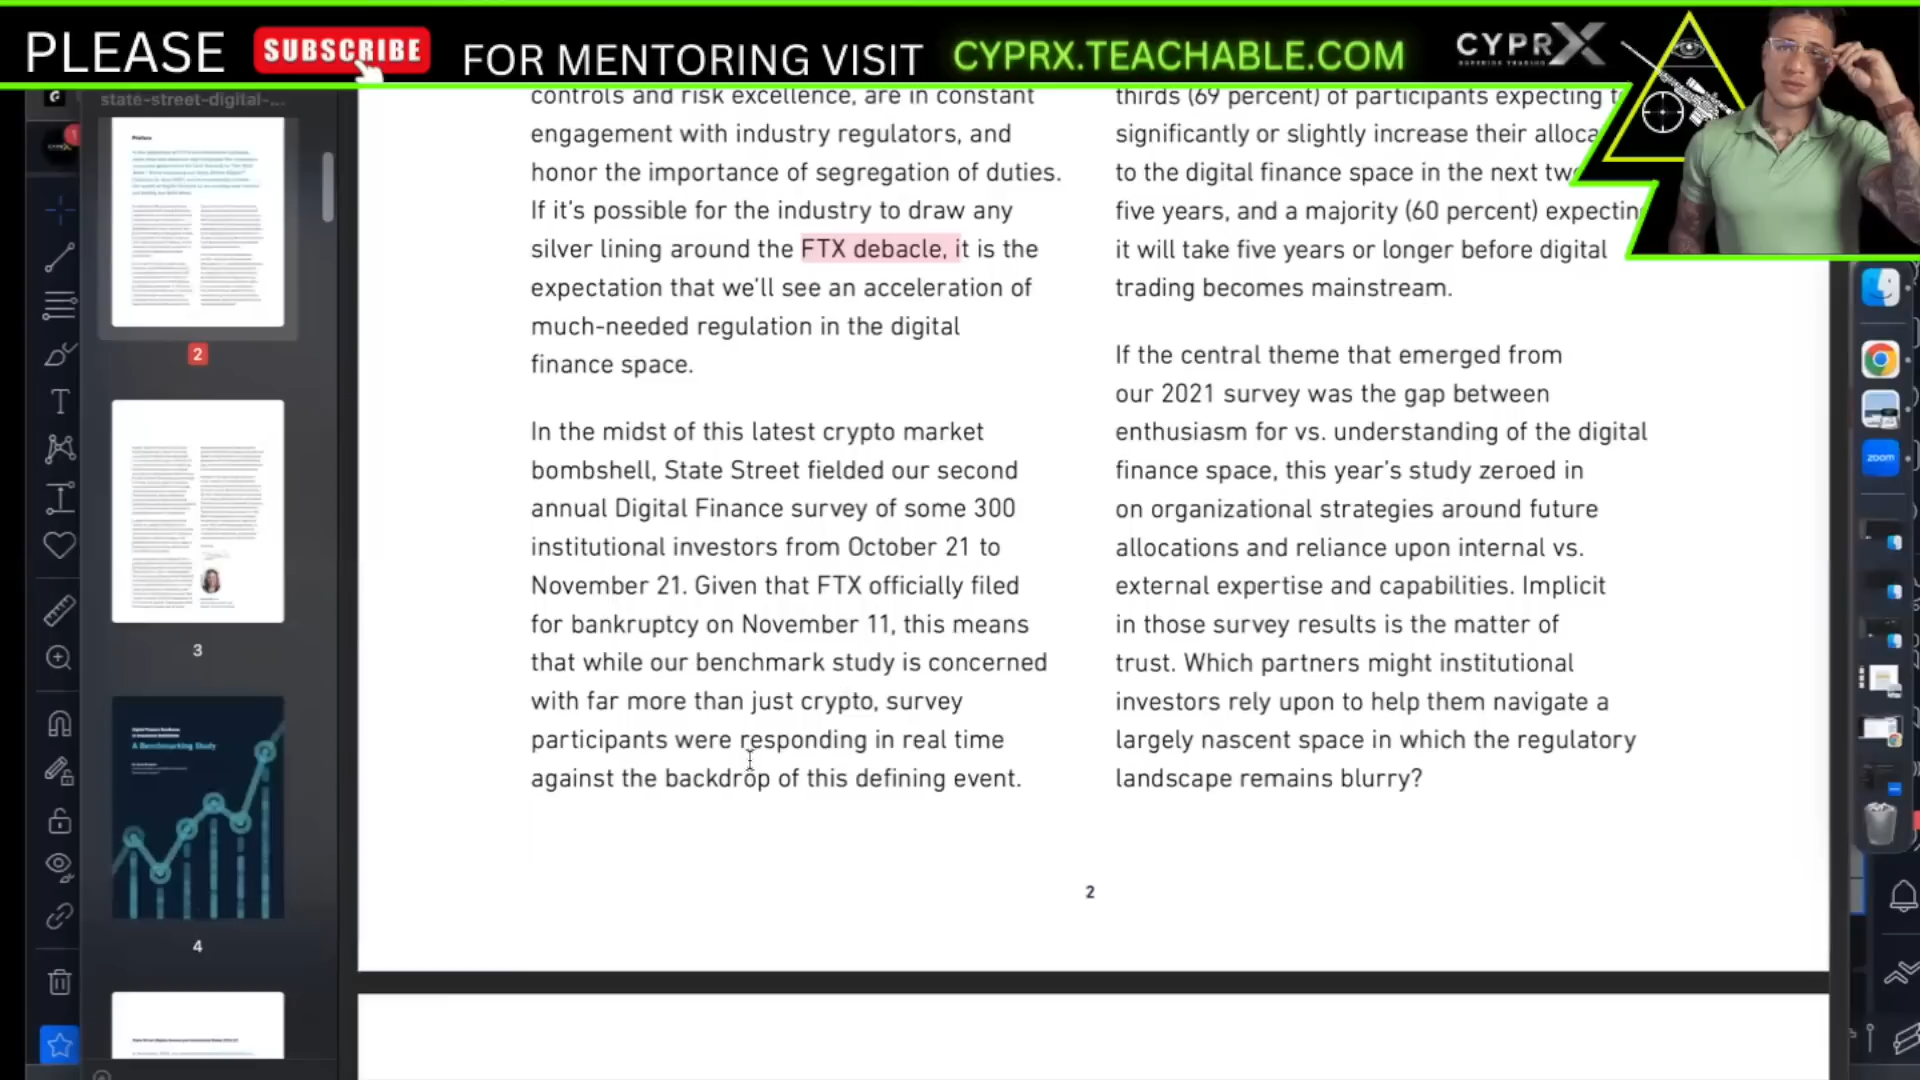 PLEASE
SUBSCRIBE
FOR MENTORING VISIT
CYPRX.TEACHABLE.COM
CYPRX
state-street-digital-...
controls and risk excellence, are in constant
engagement with industry regulators, and
honor the importance of segregation of duties.
If it's possible for the industry to draw any
silver lining around the FTX debacle, it is the
expectation that we'll see an acceleration of
much-needed regulation in the digital
finance space.
In the midst of this latest crypto market
bombshell, State Street fielded our second
annual Digital Finance survey of some 300
institutional investors from October 21 to
November 21. Given that FTX officially filed
for bankruptcy on November 11, this means
that while our benchmark study is concerned
with far more than just crypto, survey
participants were responding in real time
against the backdrop of this defining event.
thirds (69 percent) of participants expecting
significantly or slightly increase their
to the digital finance space in the next
five years, and a majority (60 percent) expecting
it will take five years or longer before digital
trading becomes mainstream.
If the central theme that emerged from
our 2021 survey was the gap between
enthusiasm for vs. understanding of the digital
finance space, this year's study zeroed in
on organizational strategies around future
allocations and reliance upon internal vs.
external expertise and capabilities. Implicit
in those survey results is the matter of
trust. Which partners might institutional
investors rely upon to help them navigate a
largely nascent space in which the regulatory
landscape remains blurry?
2
2
3
A Benchmarking Study
4
zoom